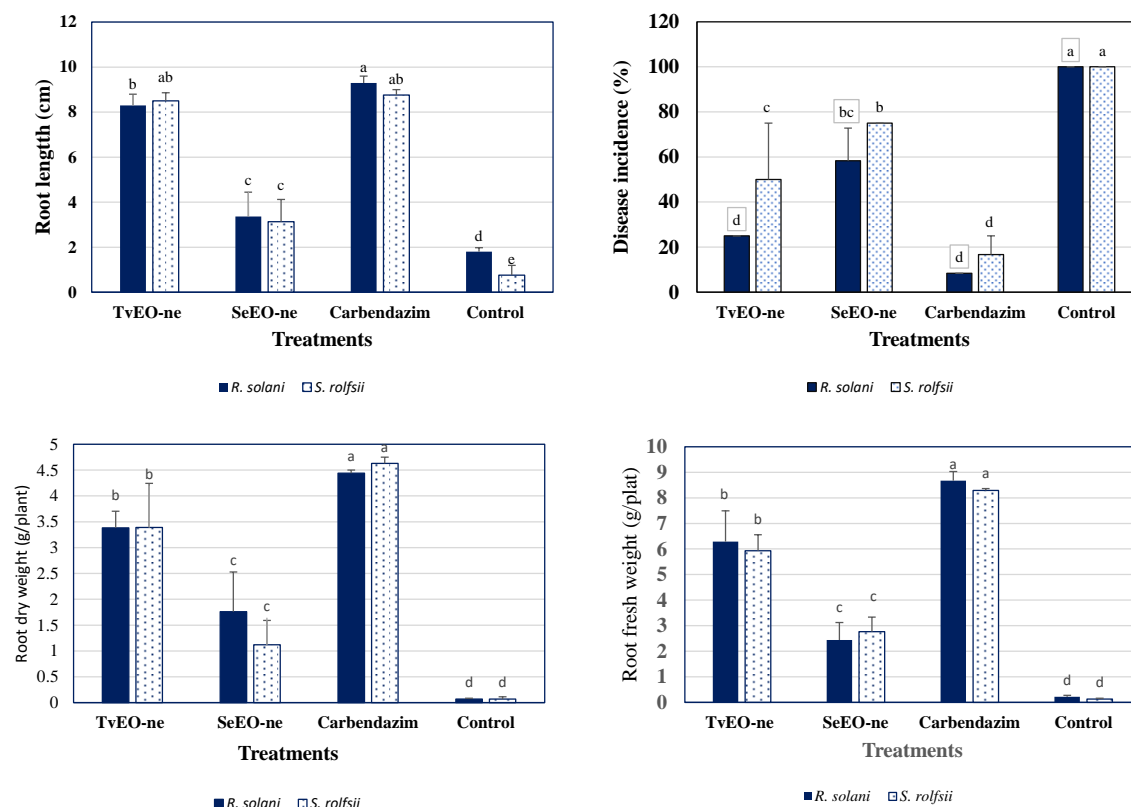 Root length (cm)
12
10
8
6
4
2
0
b
ab
c
c
a
ab
d
e
TvEO-ne SeEO-ne Carbendazim Control
Treatments
R. solani S. rolfsii
Disease incidence (%)
120
100
80
60
40
20
0
d
c
bc
b
d
d
a
a
TvEO-ne SeEO-ne Carbendazim Control
Treatments
R. solani S. rolfsii
Root dry weight (g/plant)
5
4.5
4
3.5
3
2.5
2
1.5
1
0.5
0
b
b
c
c
a
a
d
d
TvEO-ne SeEO-ne Carbendazim Control
Treatments
R. solani S. rolfsii
Root fresh weight (g/plat)
10
9
8
7
6
5
4
3
2
1
0
b
b
c
c
a
a
d
d
TvEO-ne SeEO-ne Carbendazim Control
Treatments
R. solani S. rolfsii